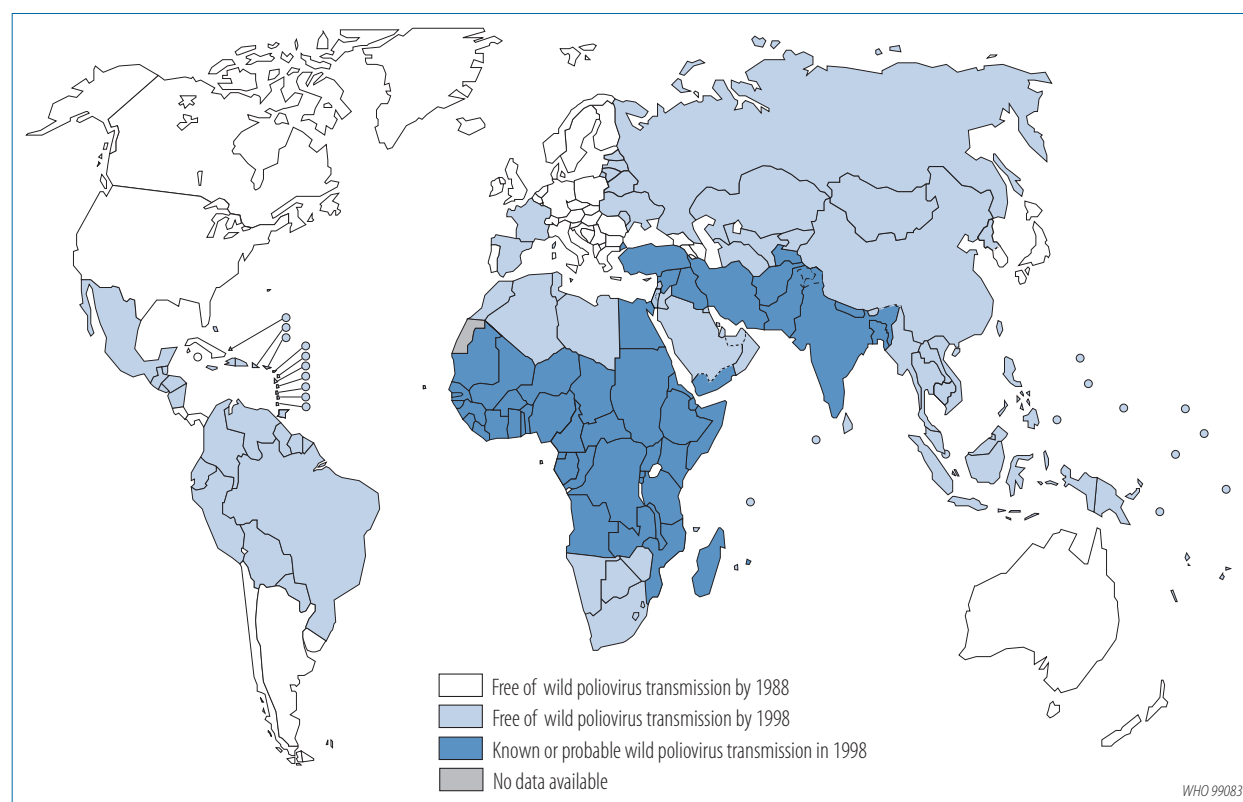 Free of wild poliovirus transmission by 1988
Free of wild poliovirus transmission by 1998
Known or probable wild poliovirus transmission in 1998
No data available
WHO 99083